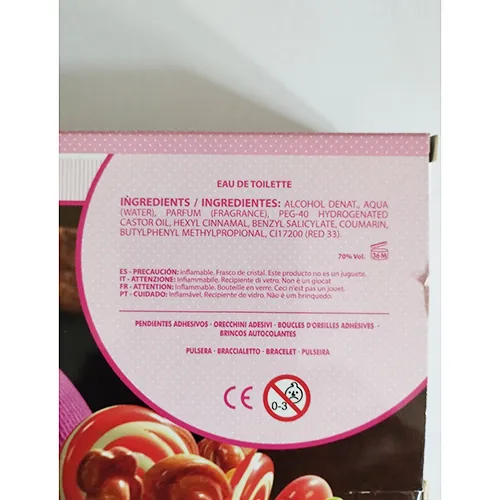 EAU DE TOILETTE
INGREDIENTS / INGREDIENTES: ALCOHOL DENAT., AQUA
(WATER), PARFUM (FRAGRANCE), PEG-40 HYDROGENATED
CASTOR OIL, HEXYL CINNAMAL, BENZYL SALICYLATE, COUMARIN,
BUTYLPHENYL METHYLPROPIONAL, CI17200 (RED 33).
70% Vol.
36 M
ES - PRECAUCIÓN: inflamable. Frasco de cristal. Este producto no es un juguete.
IT - ATTENZIONE: Inflammabile. Recipiente di vetro. Non è un giocat
FR - ATTENTION: Inflammable. Bouteille en verre. Ceci n'est pas un jouet.
PT - CUIDADO: Inflamável. Recipiente do vidro. Não é um brinquedo.
PENDIENTES ADHESIVOS - ORECCHINI ADESIVI - BOUCLES D'OREILLES ADHÉSIVES -
BRINCOS AUTOCOLANTES
PULSERA - BRACCIALETTO - BRACELET - PULSEIRA
CE
0-3